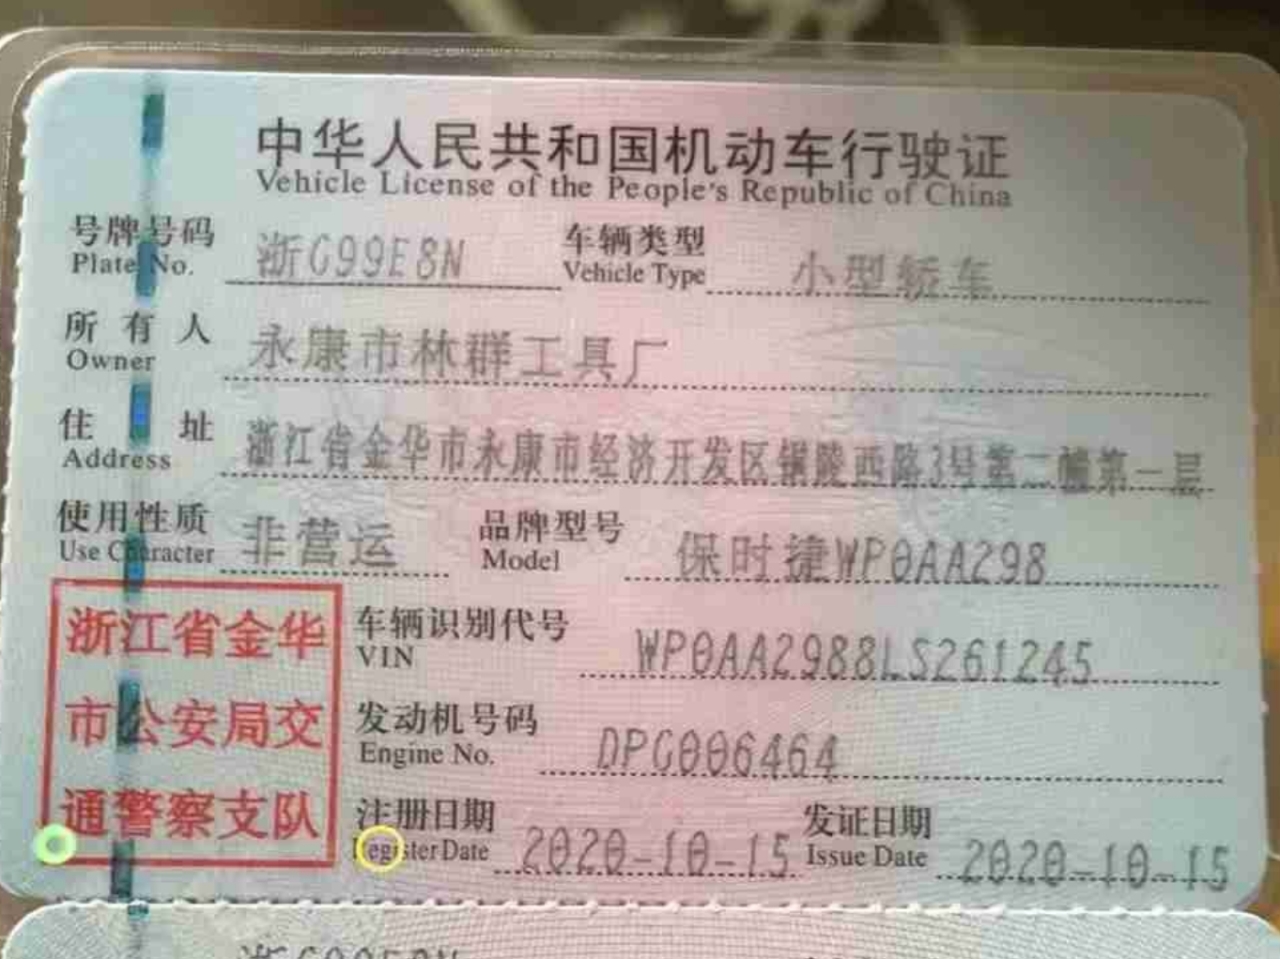 中华人民共和国机动车行驶证
Vehicle License of the People's Republic of China
号牌号码 浙G99E8N 车辆类型 小型轿车
Plate No. Vehicle Type
所有人 永康市林群工具厂
Owner
住址 浙江省金华市永康市经济开发区铜陵西路3号第二幢第一层
Address
使用性质 非营运 品牌型号 保时捷WP0AA298
Use Character Model
浙江省金华
市公安局交
通警察支队
车辆识别代号 WP0AA2988LS261245
VIN
发动机号码 DPC006464
Engine No.
注册日期 2020-10-15 发证日期 2020-10-15
Register Date Issue Date